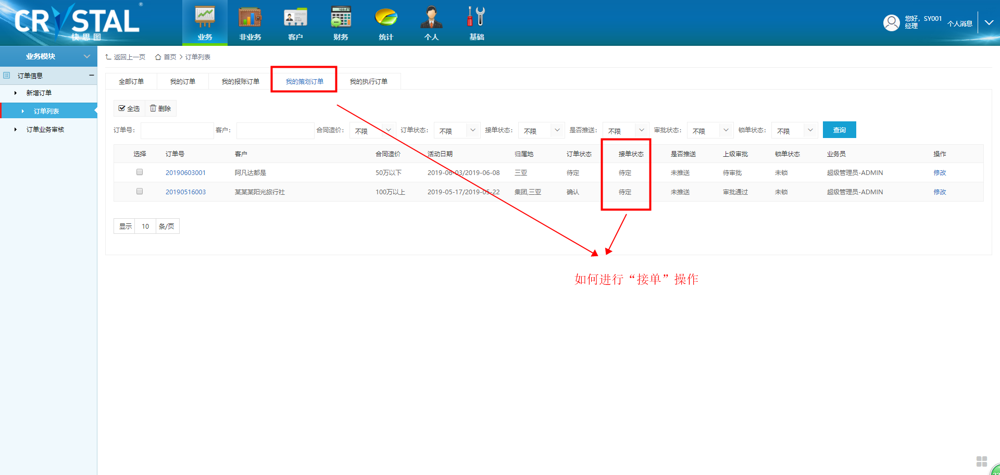 CRYSTAL ®
快思图
业务
非业务
客户
财务
统计
个人
基础
您好，SY001
经理
个人消息
业务模块
订单信息
新增订单
订单列表
订单业务审核
返回上一页 首页 订单列表
全部订单 我的订单 我的报账订单 我的策划订单 我的执行订单
全选 删除
订单号： 客户： 合同造价： 不限 订单状态： 不限 接单状态： 不限 是否推送： 不限 审批状态： 不限 锁单状态： 不限 查询
选择 订单号 客户 合同造价 活动日期 归属地 订单状态 接单状态 是否推送 上级审批 锁单状态 业务员 操作
20190603001 阿凡达都是 50万以下 2019-06-03/2019-06-08 三亚 待定 待定 未推送 待审批 未锁 超级管理员-ADMIN 修改
20190516003 某某某阳光旅行社 100万以上 2019-05-17/2019-05-22 集团,三亚 确认 待定 未推送 审批通过 未锁 超级管理员-ADMIN 修改
显示 10 条/页
如何进行“接单”操作